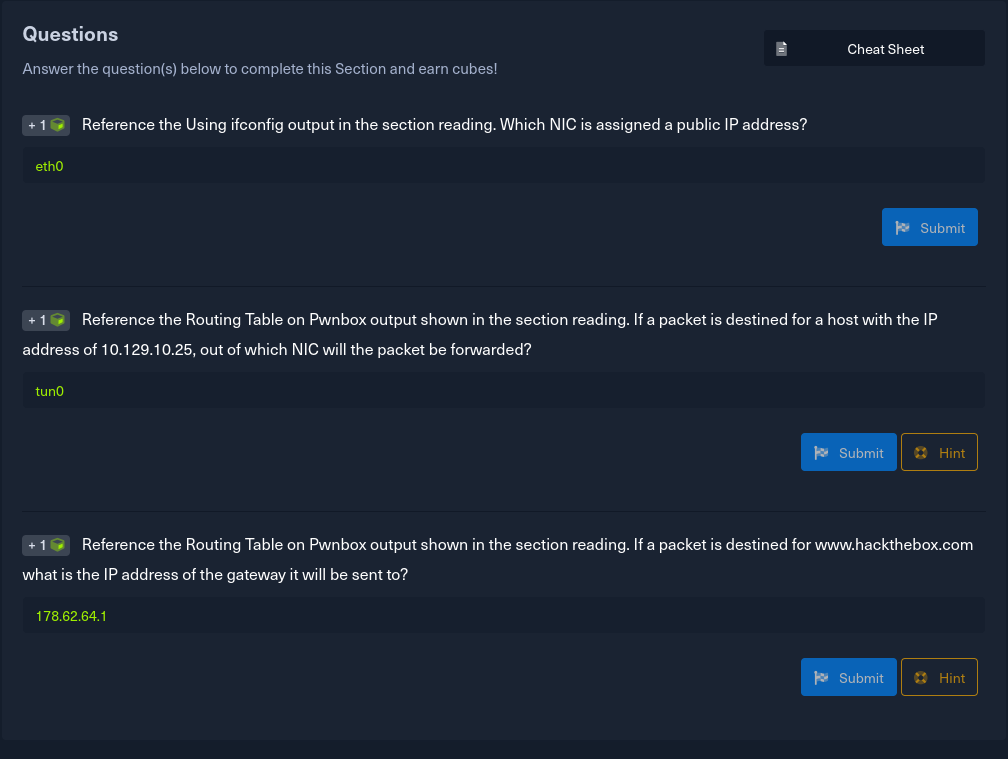 Questions
Cheat Sheet
Answer the question(s) below to complete this Section and earn cubes!
+ 1 Reference the Using ifconfig output in the section reading. Which NIC is assigned a public IP address?
eth0
Submit
+ 1 Reference the Routing Table on Pwnbox output shown in the section reading. If a packet is destined for a host with the IP
address of 10.129.10.25, out of which NIC will the packet be forwarded?
tun0
Submit
Hint
+ 1 Reference the Routing Table on Pwnbox output shown in the section reading. If a packet is destined for www.hackthebox.com
what is the IP address of the gateway it will be sent to?
178.62.64.1
Submit
Hint